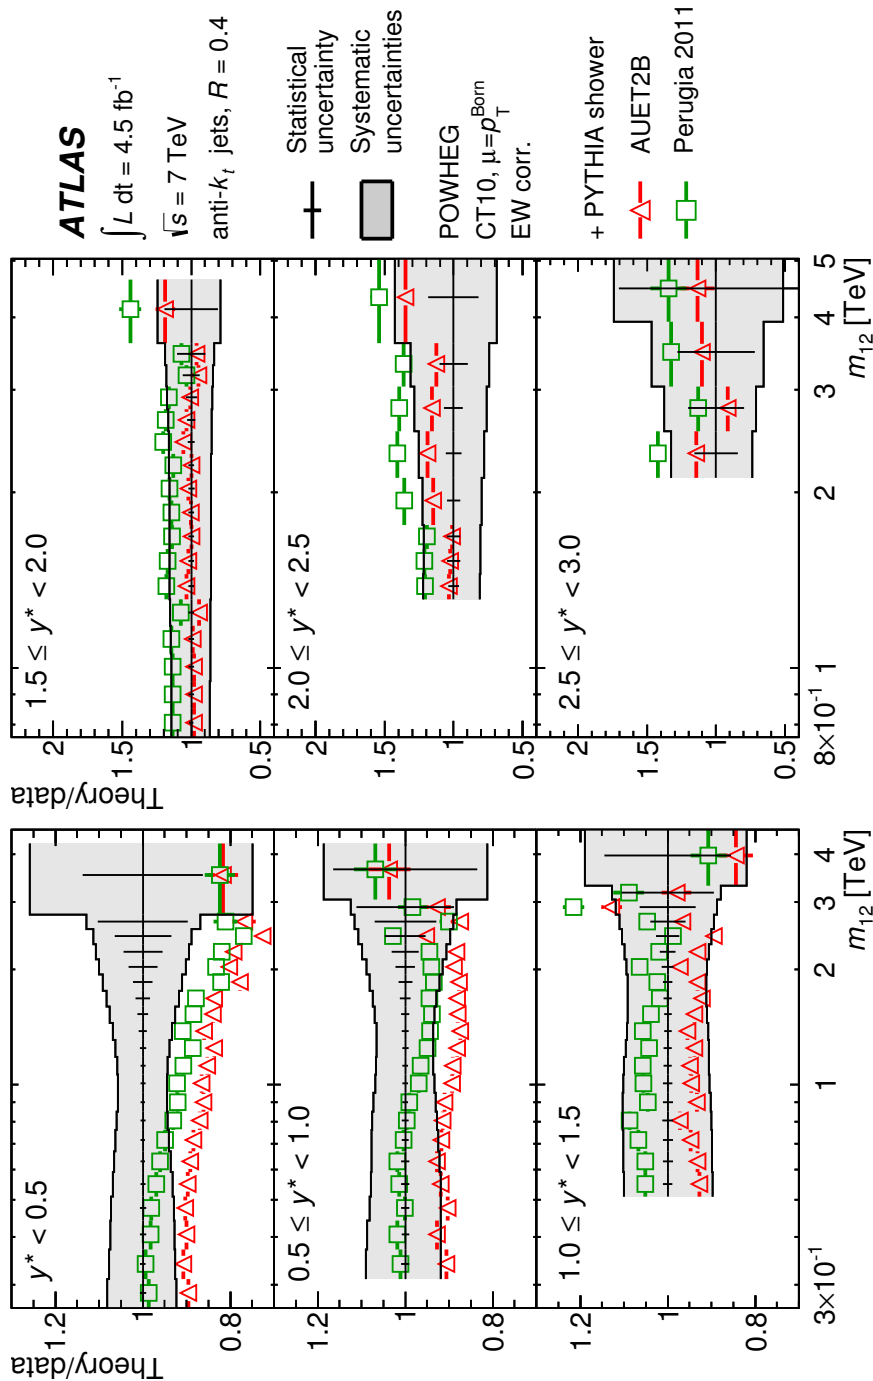 Theory/data
1.2
1
0.8
y* < 0.5
1.2
1
0.8
0.5 ≤ y* < 1.0
1.2
1
0.8
1.0 ≤ y* < 1.5
3×10⁻¹
1
2
3
4
m₁₂ [TeV]
Theory/data
2
1.5
1
0.5
1.5 ≤ y* < 2.0
2
1.5
1
0.5
2.0 ≤ y* < 2.5
2
1.5
1
0.5
2.5 ≤ y* < 3.0
8×10⁻¹
1
2
3
4
5
m₁₂ [TeV]
ATLAS
∫ L dt = 4.5 fb⁻¹
√s = 7 TeV
anti-kₜ jets, R = 0.4
Statistical
uncertainty
Systematic
uncertainties
POWHEG
CT10, μ=p_T^Born
EW corr.
+ PYTHIA shower
AUET2B
Perugia 2011